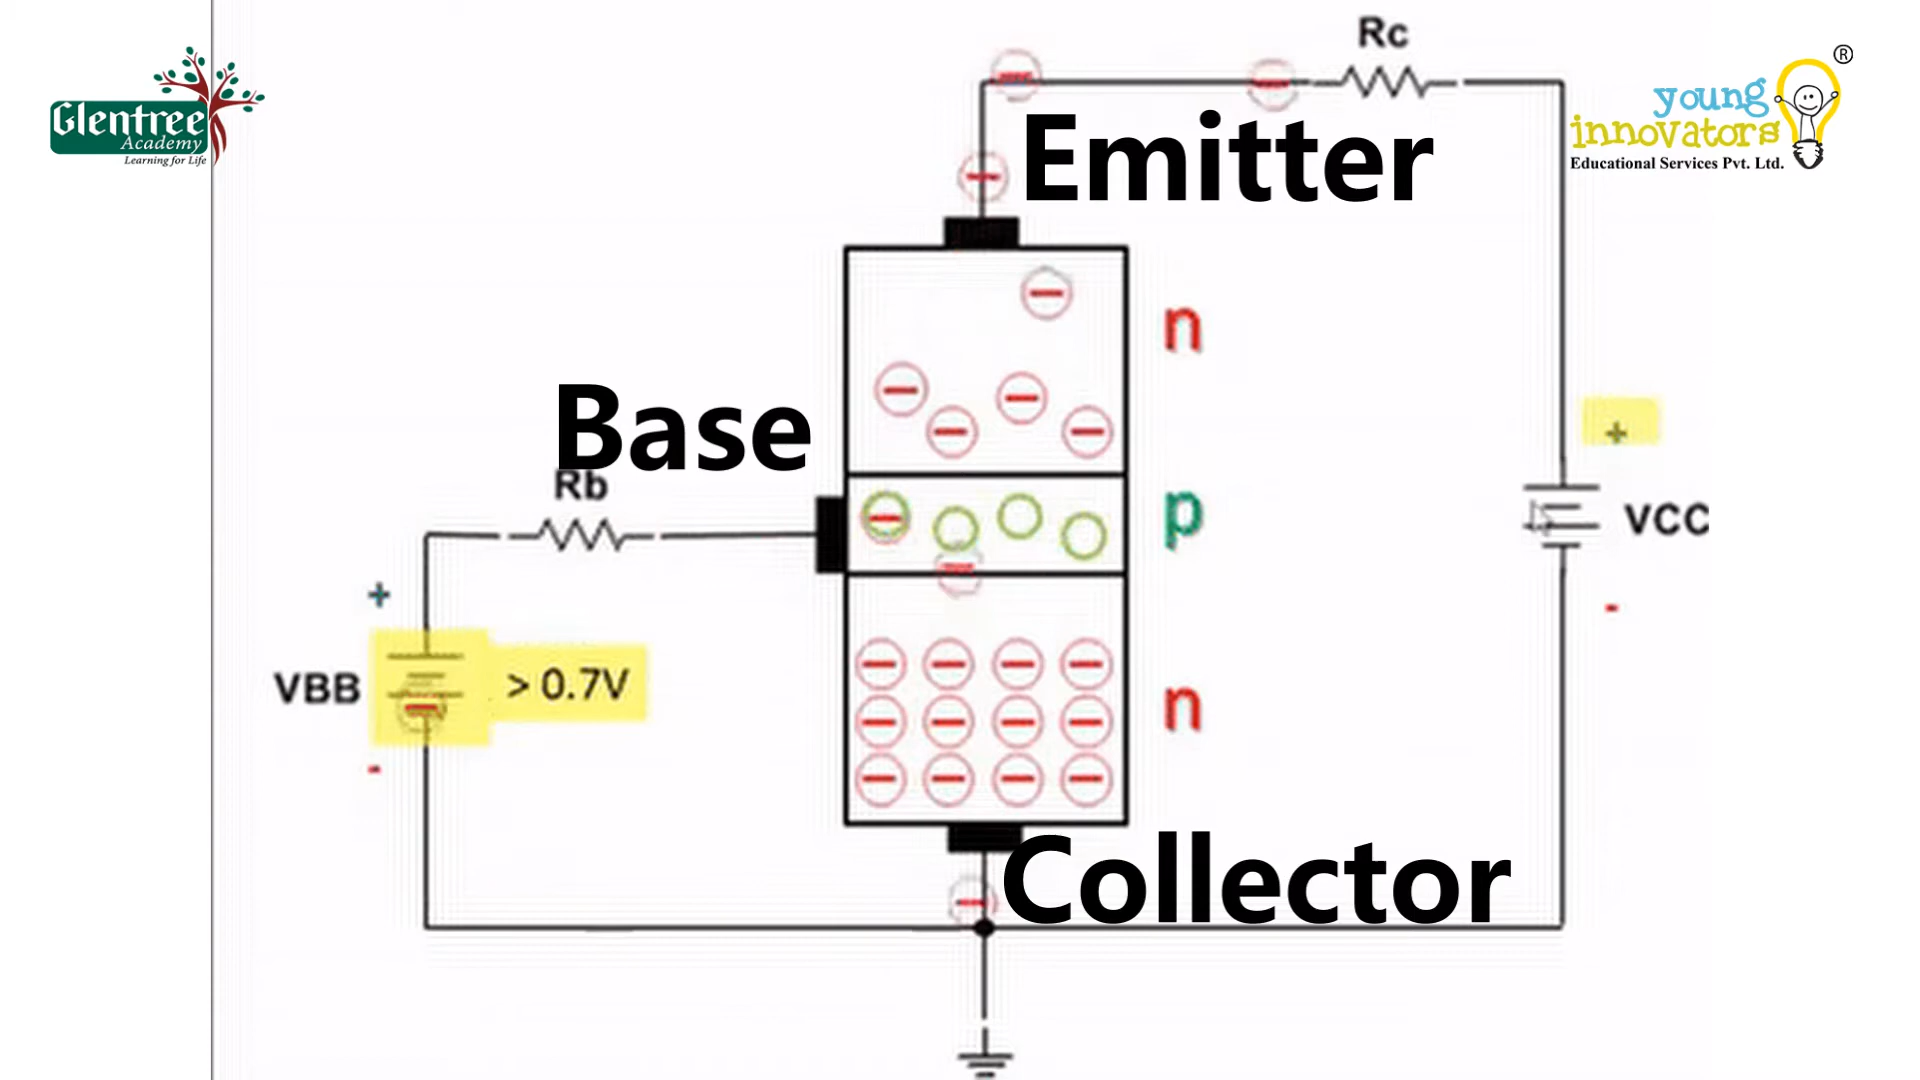 Glentree
Academy
Learning for Life
Rc
young
innovators
®
Educational Services Pvt. Ltd.
Emitter
n
Base
Rb
p
+
VCC
-
+
VBB
> 0.7V
-
n
Collector